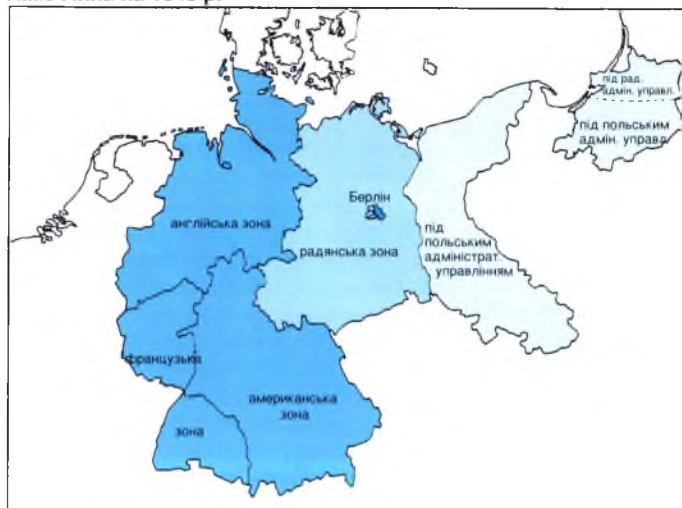 під рад.
адмін. управл.
під польським
адмін. управл.
Берлін
англійська зона
радянська зона
під
польським
адміністрат.
управлінням
французька
американська
зона
зона